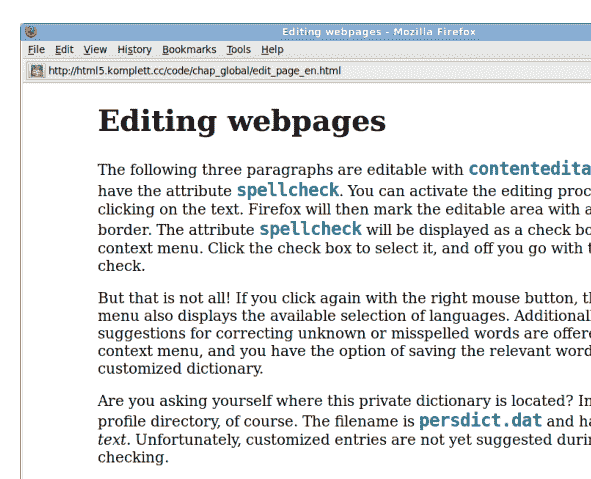 Editing webpages - Mozilla Firefox
File Edit View History Bookmarks Tools Help
http://html5.komplett.cc/code/chap_global/edit_page_en.html
Editing webpages
The following three paragraphs are editable with contentedita
have the attribute spellcheck. You can activate the editing proc
clicking on the text. Firefox will then mark the editable area with a
border. The attribute spellcheck will be displayed as a check bo
context menu. Click the check box to select it, and off you go with t
check.
But that is not all! If you click again with the right mouse button, th
menu also displays the available selection of languages. Additionall
suggestions for correcting unknown or misspelled words are offere
context menu, and you have the option of saving the relevant word
customized dictionary.
Are you asking yourself where this private dictionary is located? In
profile directory, of course. The filename is persdict.dat and ha
text. Unfortunately, customized entries are not yet suggested durin
checking.